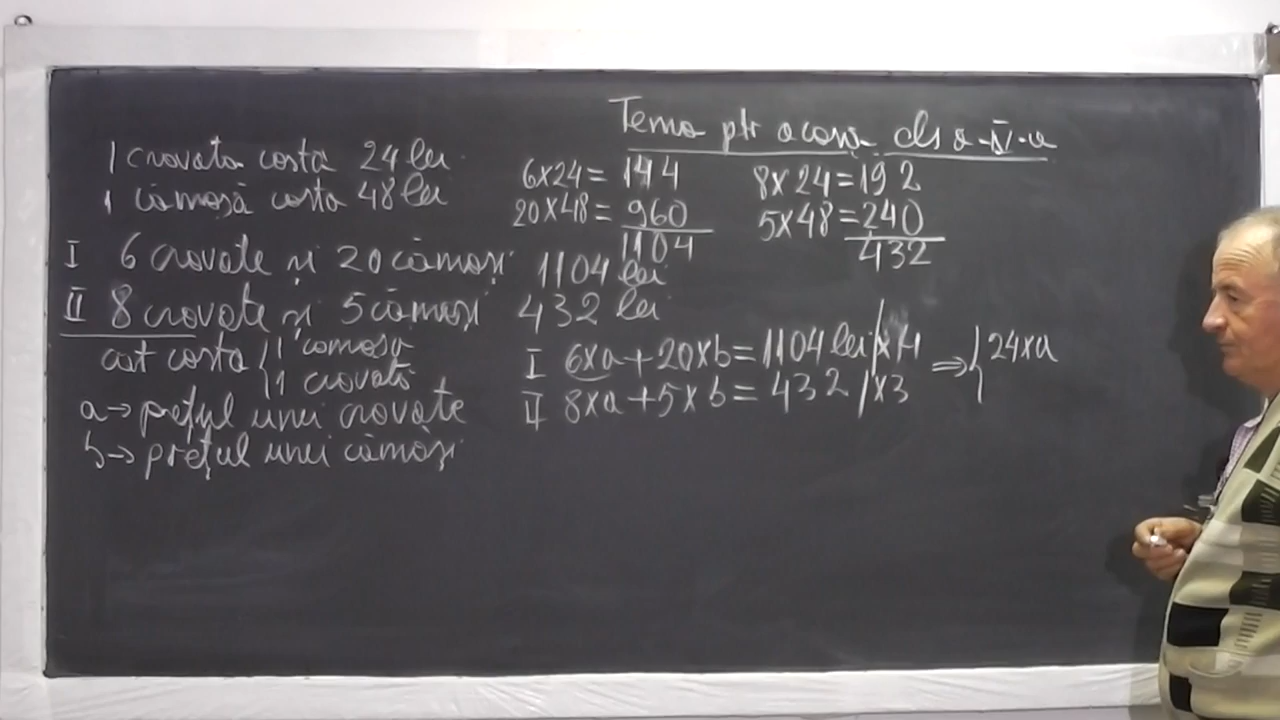 Tema ptr acasă cls a-IV-a
1 cravata costă 24 lei
1 cămașă costa 48 lei
6x24= 144
20x48= 960
1104
8x24=192
5x48=240
432
I 6 cravate și 20 cămăși 1104 lei
II 8 cravate și 5 cămăși 432 lei
cât costa { 1 cămașa
1 cravată
a→ prețul unei cravate
b→ prețul unei cămăși
I 6xa+20xb=1104 lei/x4 ⇒{ 24xa
II 8xa+5xb= 432 /x3